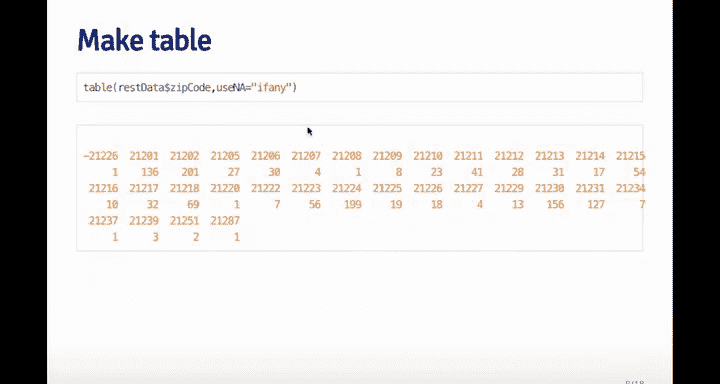 Make table
table(restData$zipCode,useNA="ifany")
-21226 21201 21202 21205 21206 21207 21208 21209 21210 21211 21212 21213 21214 21215
1 136 201 27 30 4 1 8 23 41 28 31 17 54
21216 21217 21218 21220 21222 21223 21224 21225 21226 21227 21229 21230 21231 21234
10 32 69 1 7 56 199 19 18 4 13 156 127 7
21237 21239 21251 21287
1 3 2 1